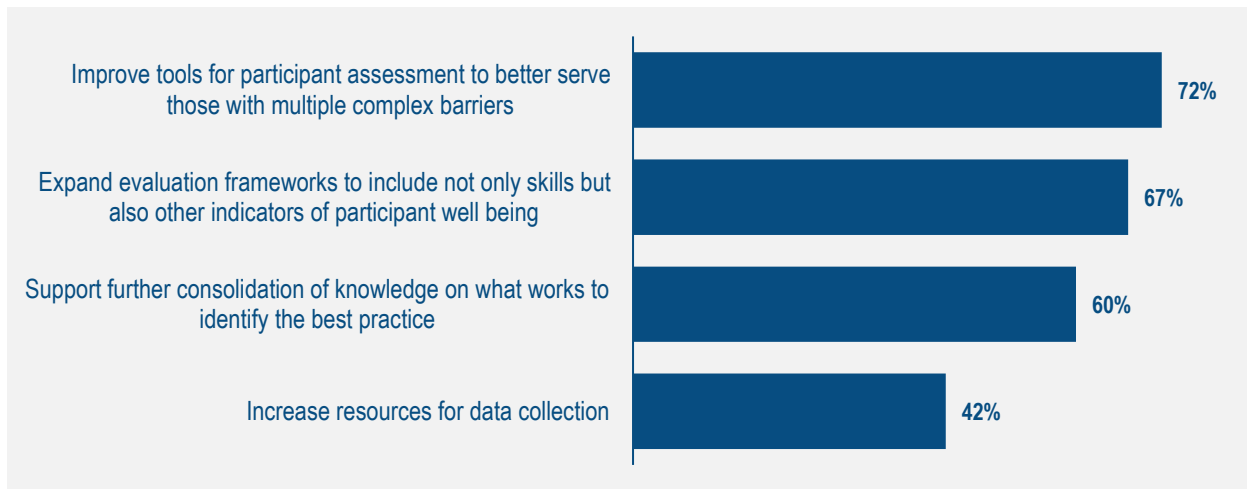 Improve tools for participant assessment to better serve
those with multiple complex barriers
72%
Expand evaluation frameworks to include not only skills but
also other indicators of participant well being
67%
Support further consolidation of knowledge on what works to
identify the best practice
60%
Increase resources for data collection
42%